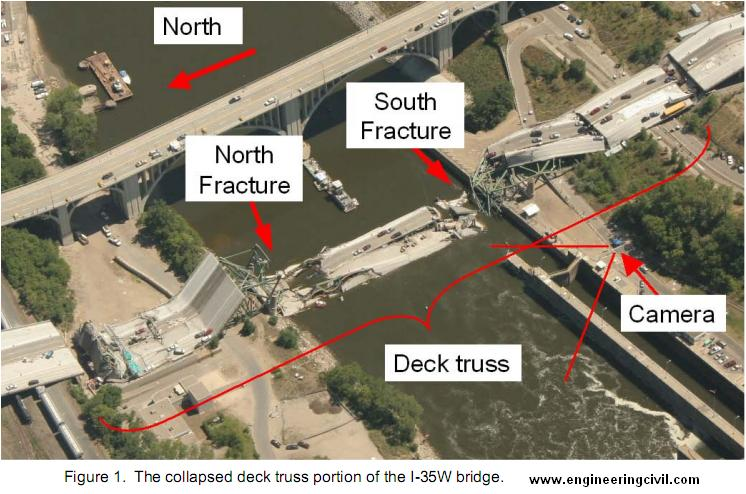 North
South
Fracture
North
Fracture
Camera
Deck truss
Figure 1.  The collapsed deck truss portion of the I-35W bridge.
www.engineeringcivil.com